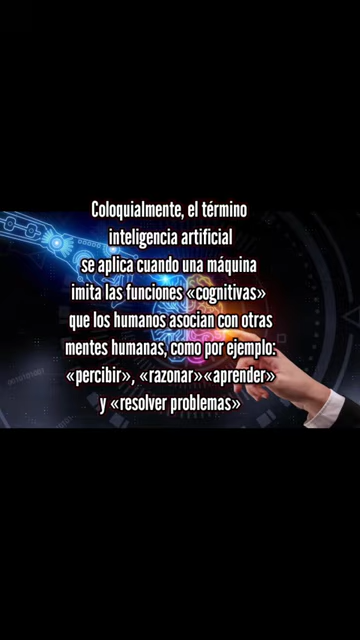 Coloquialmente, el término
inteligencia artificial
se aplica cuando una máquina
imita las funciones «cognitivas»
que los humanos asocian con otras
mentes humanas, como por ejemplo:
«percibir», «razonar»«aprender»
y «resolver problemas»